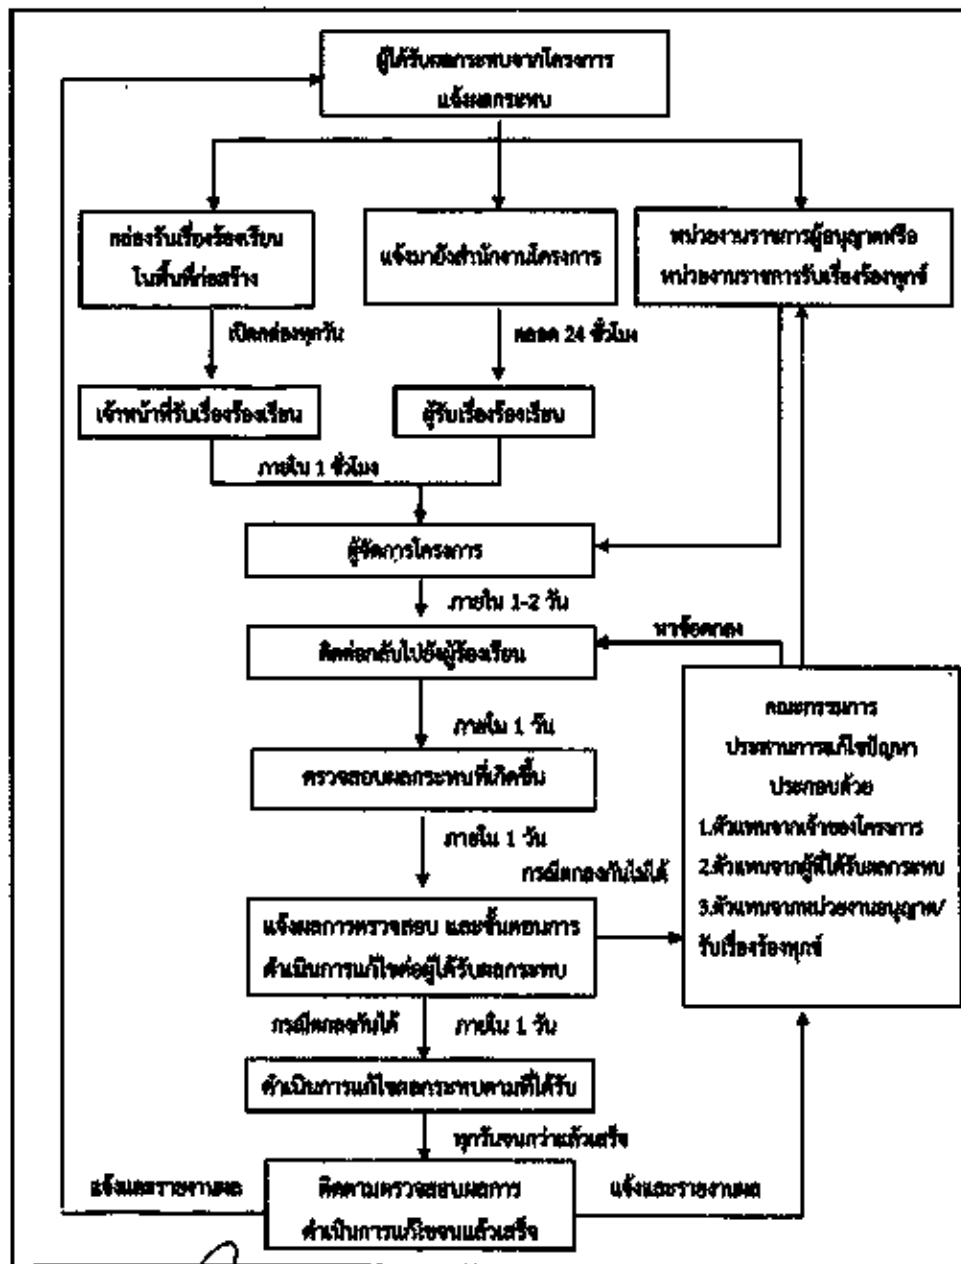 ผู้ได้รับผลกระทบจากโครงการ
แจ้งผลกระทบ
กล่องรับเรื่องร้องเรียน
ในพื้นที่ก่อสร้าง
แจ้งมายังสำนักงานโครงการ
หน่วยงานราชการผู้อนุญาตหรือ
หน่วยงานราชการรับเรื่องร้องทุกข์
เปิดกล่องทุกวัน
ตลอด 24 ชั่วโมง
เจ้าหน้าที่รับเรื่องร้องเรียน
ผู้รับเรื่องร้องเรียน
ภายใน 1 ชั่วโมง
ผู้จัดการโครงการ
ภายใน 1-2 วัน
หาข้อตกลง
ติดต่อกลับไปยังผู้ร้องเรียน
ภายใน 1 วัน
ตรวจสอบผลกระทบที่เกิดขึ้น
ภายใน 1 วัน
กรณีตกลงกันไม่ได้
คณะกรรมการ
ประสานการแก้ไขปัญหา
ประกอบด้วย
1.ตัวแทนจากเจ้าของโครงการ
2.ตัวแทนจากผู้ที่ได้รับผลกระทบ
3.ตัวแทนจากหน่วยงานอนุญาต/
รับเรื่องร้องทุกข์
แจ้งผลการตรวจสอบ และขั้นตอนการ
ดำเนินการแก้ไขต่อผู้ได้รับผลกระทบ
กรณีตกลงกันได้
ภายใน 1 วัน
ดำเนินการแก้ไขผลกระทบตามที่ได้รับ
ทุกวันจนกว่าแล้วเสร็จ
แจ้งและรายงานผล
ติดตามตรวจสอบผลการ
ดำเนินการแก้ไขจนแล้วเสร็จ
แจ้งและรายงานผล